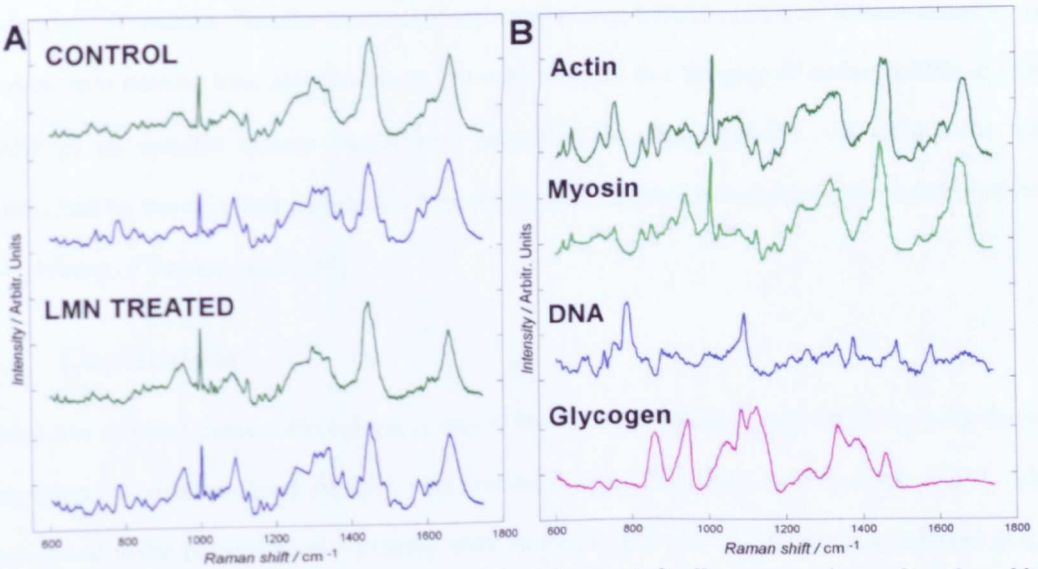 A
CONTROL
LMN TREATED
Intensity / Arbitr. Units
600 800 1000 1200 1400 1600 1800
Raman shift / cm -1
B
Actin
Myosin
DNA
Glycogen
Intensity / Arbitr. Units
600 800 1000 1200 1400 1600 1800
Raman shift / cm -1